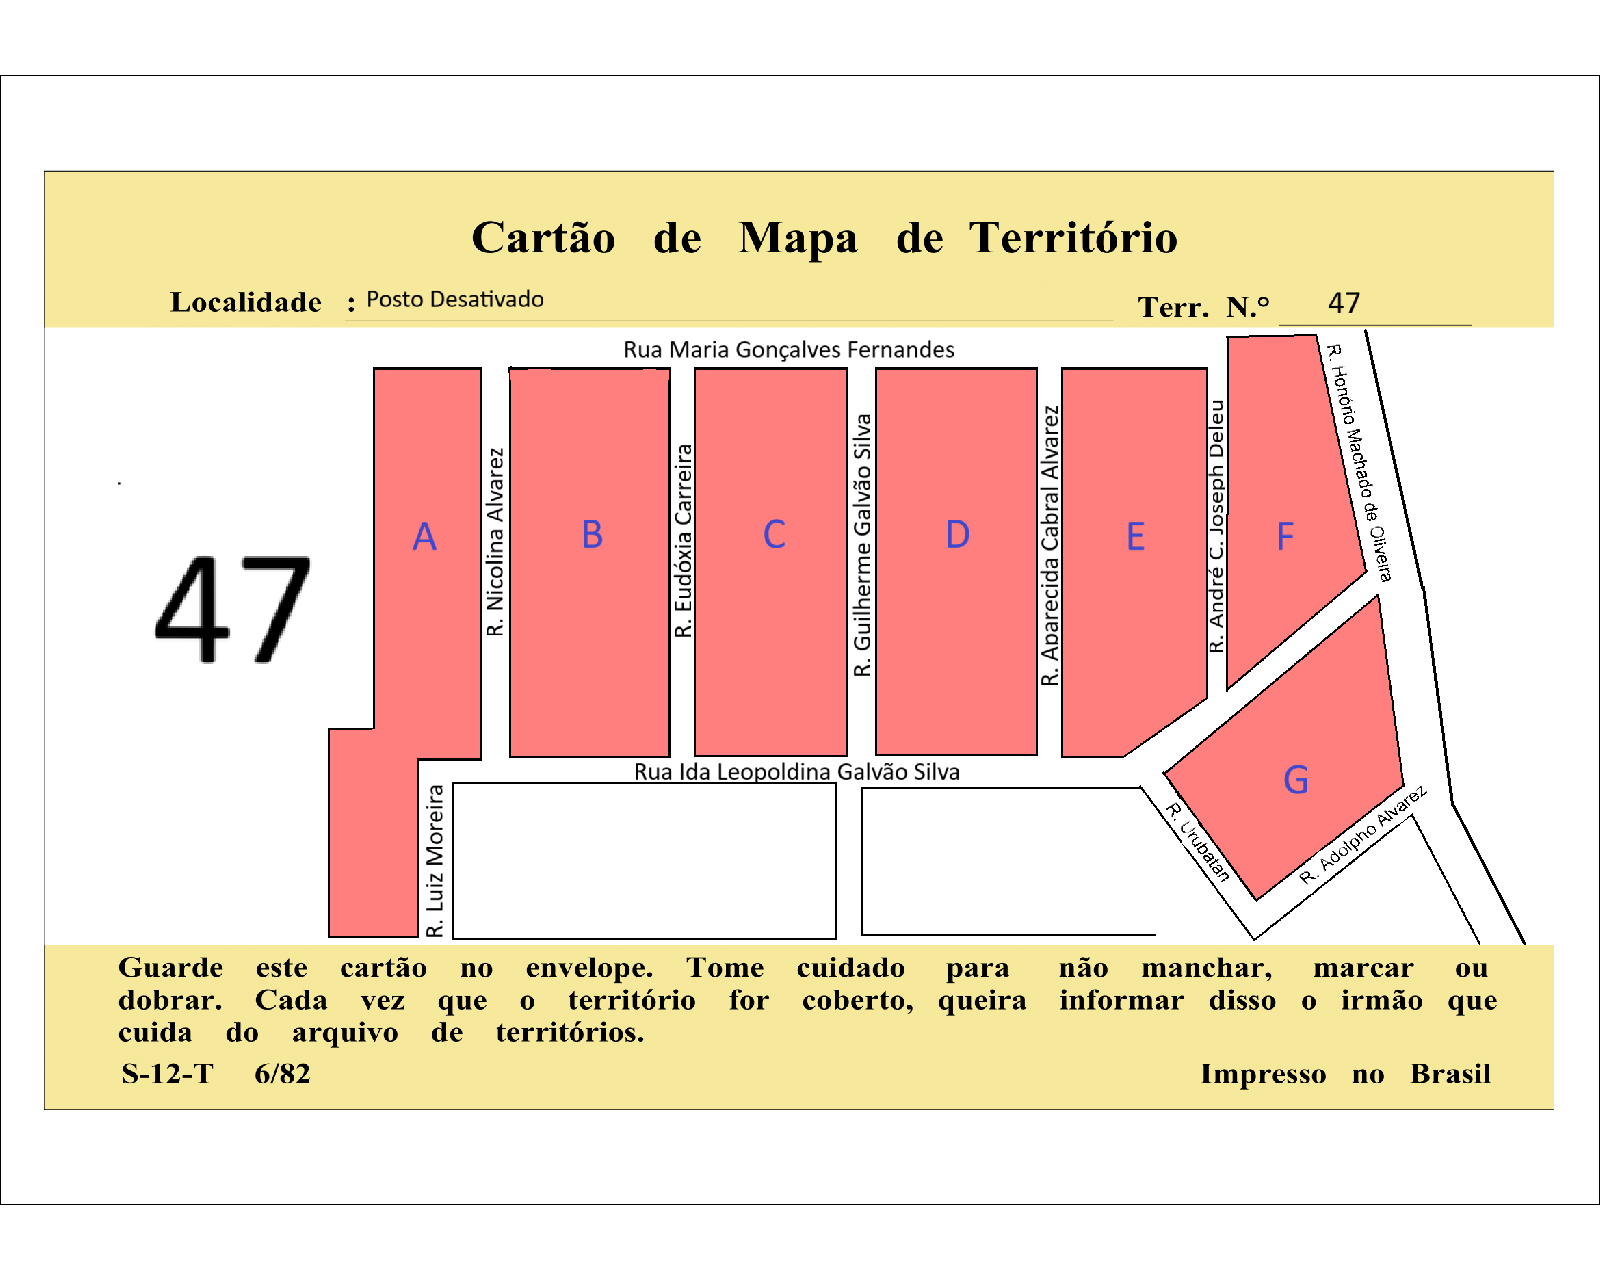 Cartão de Mapa de Território
Localidade : Posto Desativado
Terr. N.° 47
Rua Maria Gonçalves Fernandes
47
A
R. Nicolina Alvarez
B
R. Eudóxia Carreira
C
R. Guilherme Galvão Silva
D
R. Aparecida Cabral Alvarez
E
R. André C. Joseph Deleu
F
R. Honório Machado de Oliveira
Rua Ida Leopoldina Galvão Silva
R. Luiz Moreira
G
R. Urubatan
R. Adolpho Alvarez
Guarde este cartão no envelope. Tome cuidado para não manchar, marcar ou
dobrar. Cada vez que o território for coberto, queira informar disso o irmão que
cuida do arquivo de territórios.
S-12-T 6/82
Impresso no Brasil